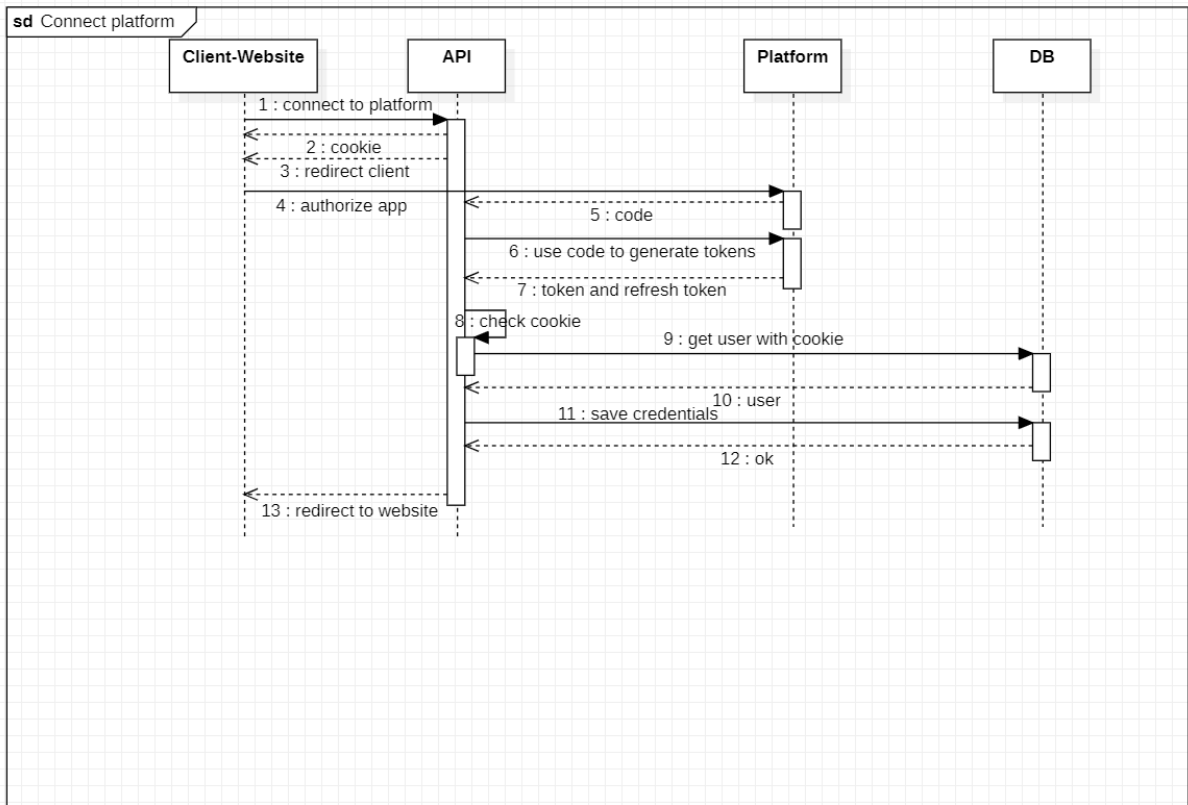 sd Connect platform
Client-Website
API
Platform
DB
1 : connect to platform
2 : cookie
3 : redirect client
4 : authorize app
5 : code
6 : use code to generate tokens
7 : token and refresh token
8 : check cookie
9 : get user with cookie
10 : user
11 : save credentials
12 : ok
13 : redirect to website